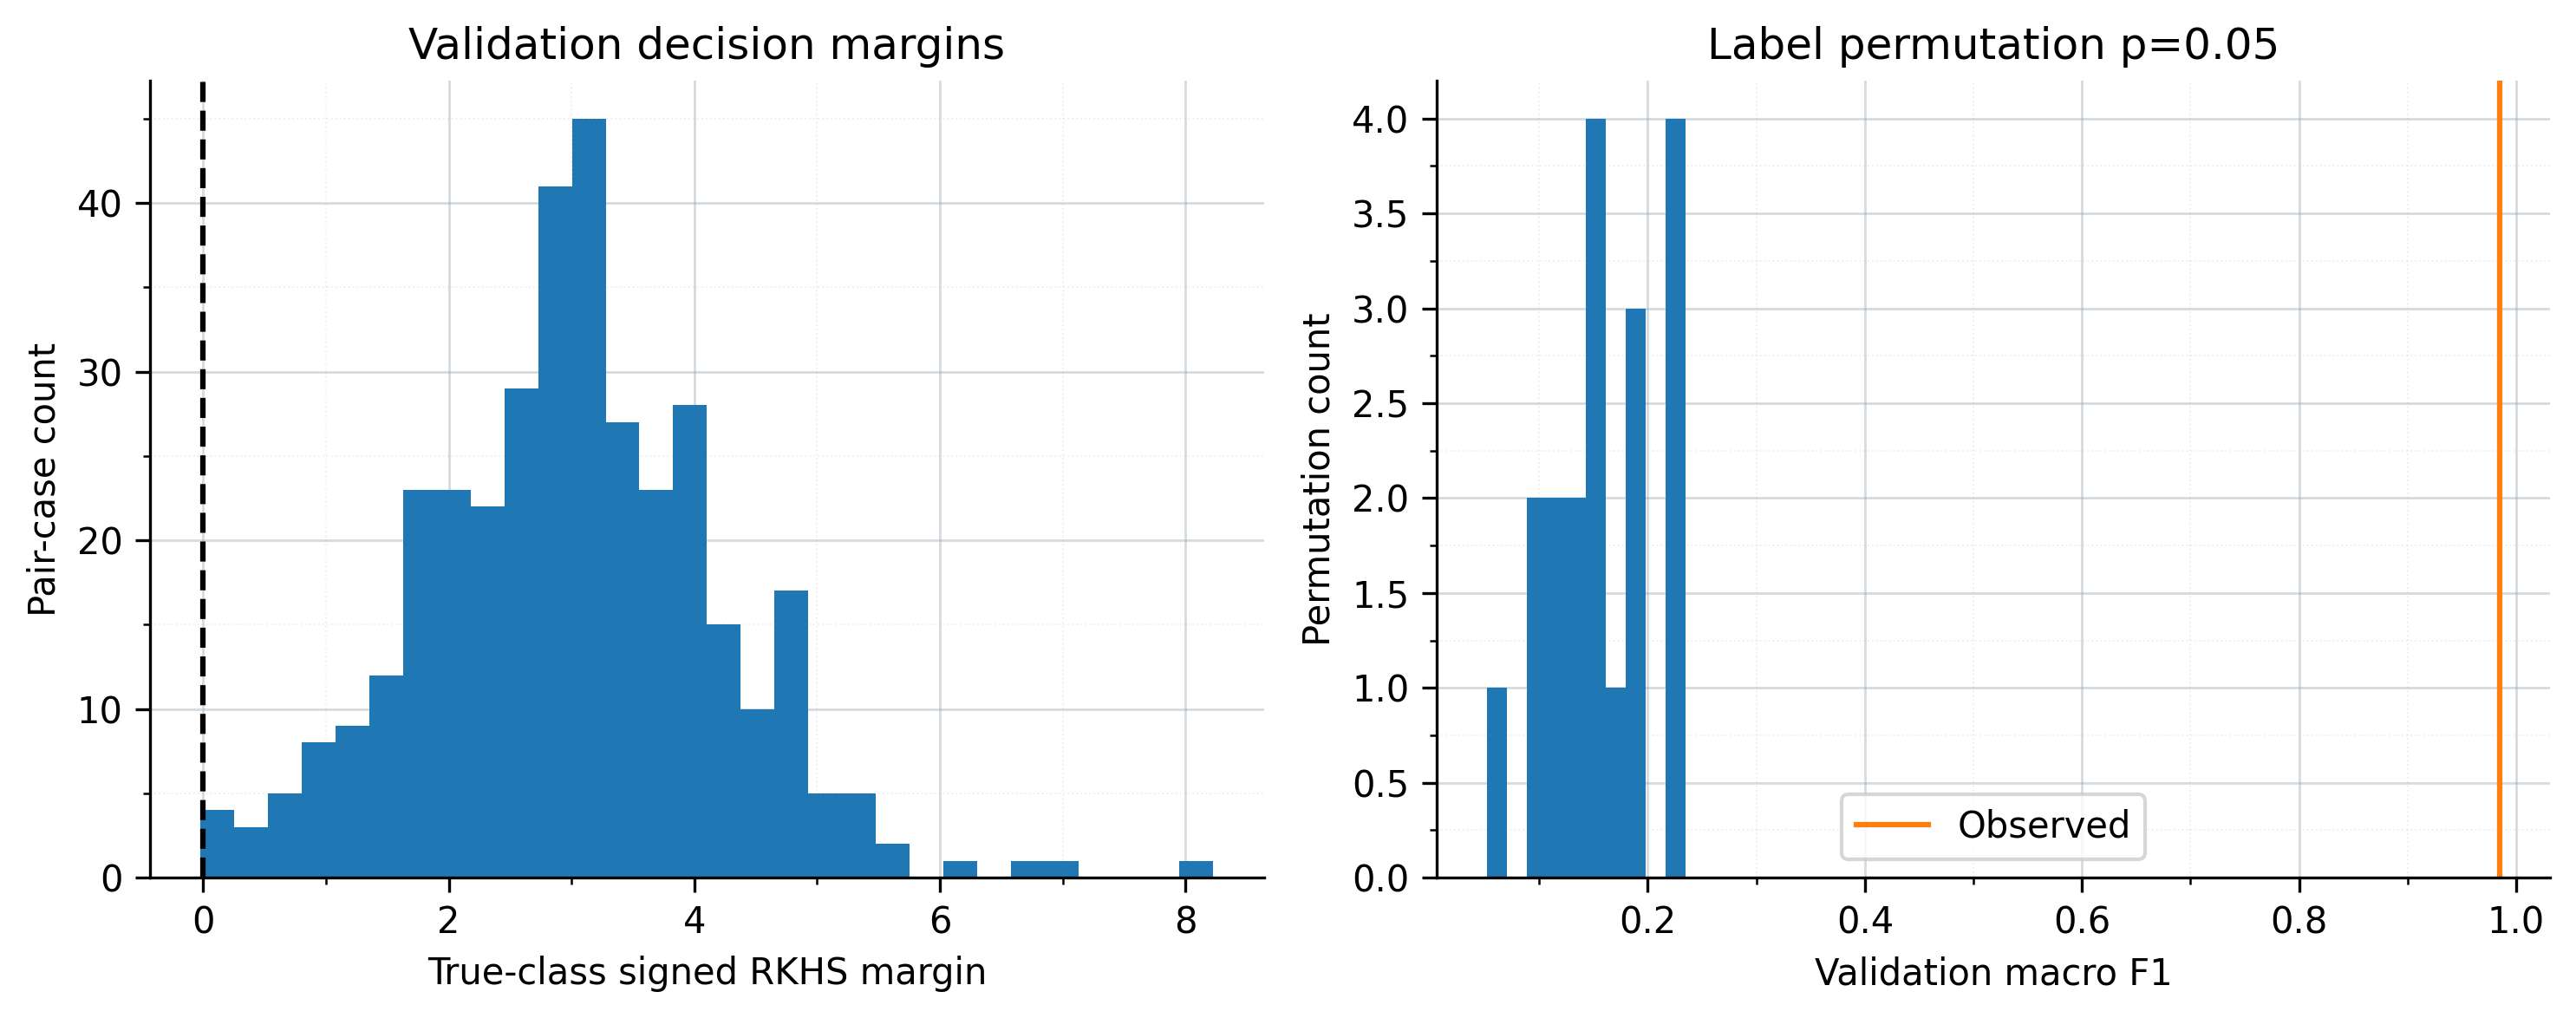 Validation decision margins
Pair-case count
40
30
20
10
0
0 2 4 6 8
True-class signed RKHS margin
Label permutation p=0.05
Permutation count
4.0
3.5
3.0
2.5
2.0
1.5
1.0
0.5
0.0
Observed
0.2 0.4 0.6 0.8 1.0
Validation macro F1